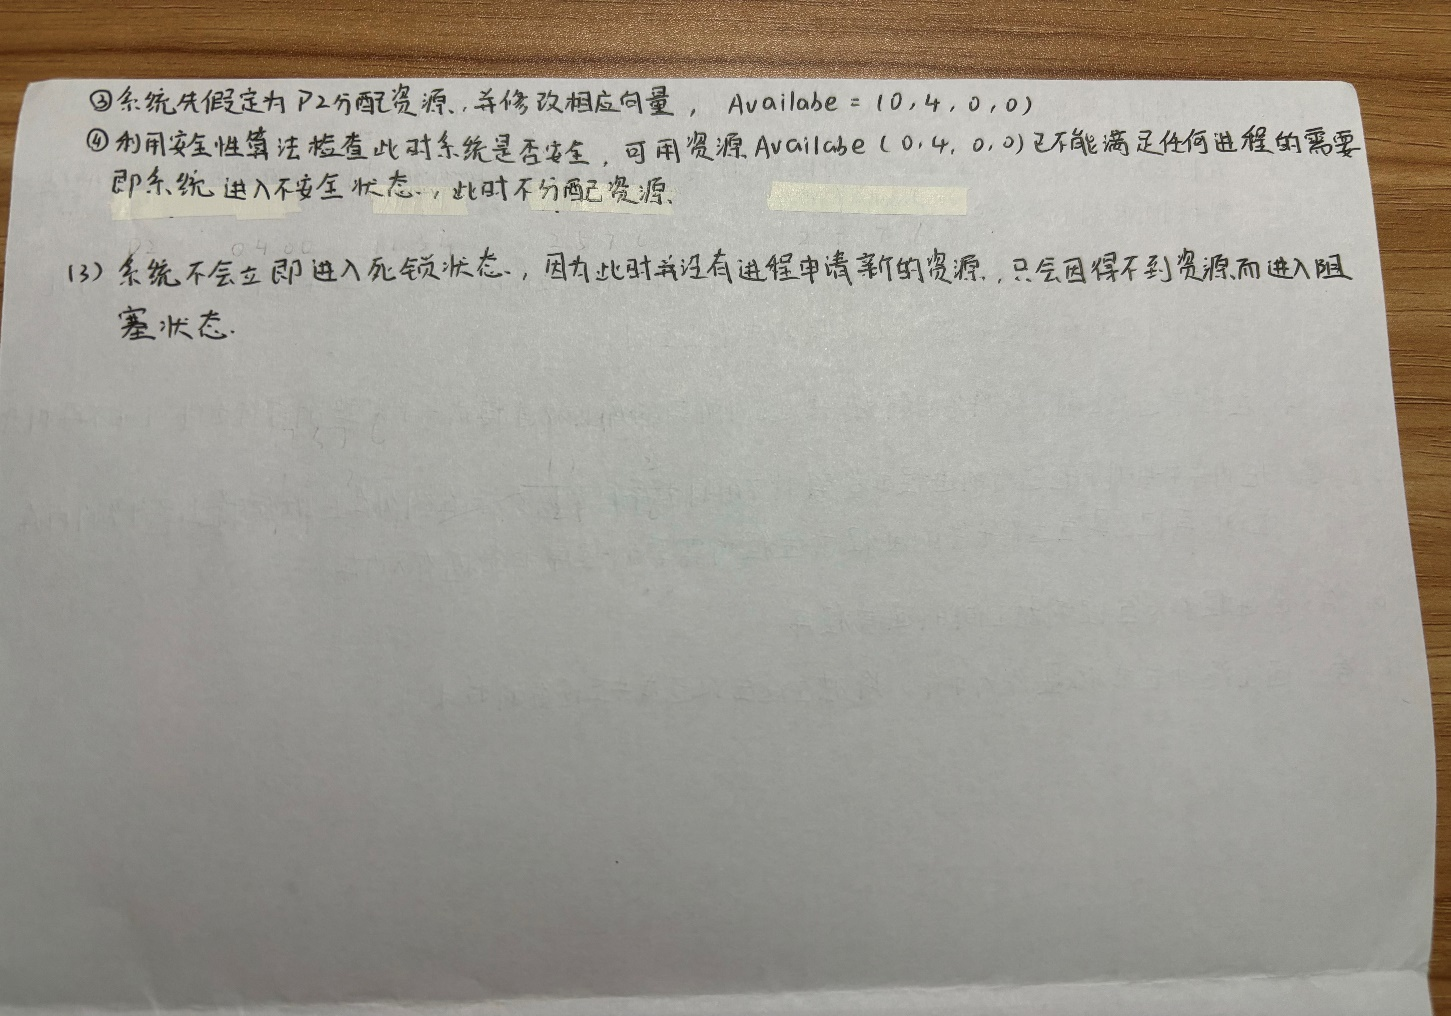 ③系统先假定为P2分配资源,并修改相应向量, Availabe = (0,4,0,0)
④利用安全性算法检查此时系统是否安全,可用资源Availabe(0,4,0,0)已不能满足任何进程的需要
即系统进入不安全状态,此时不分配资源.
(3) 系统不会立即进入死锁状态,因为此时并没有进程申请新的资源,只会因得不到资源而进入阻
塞状态.